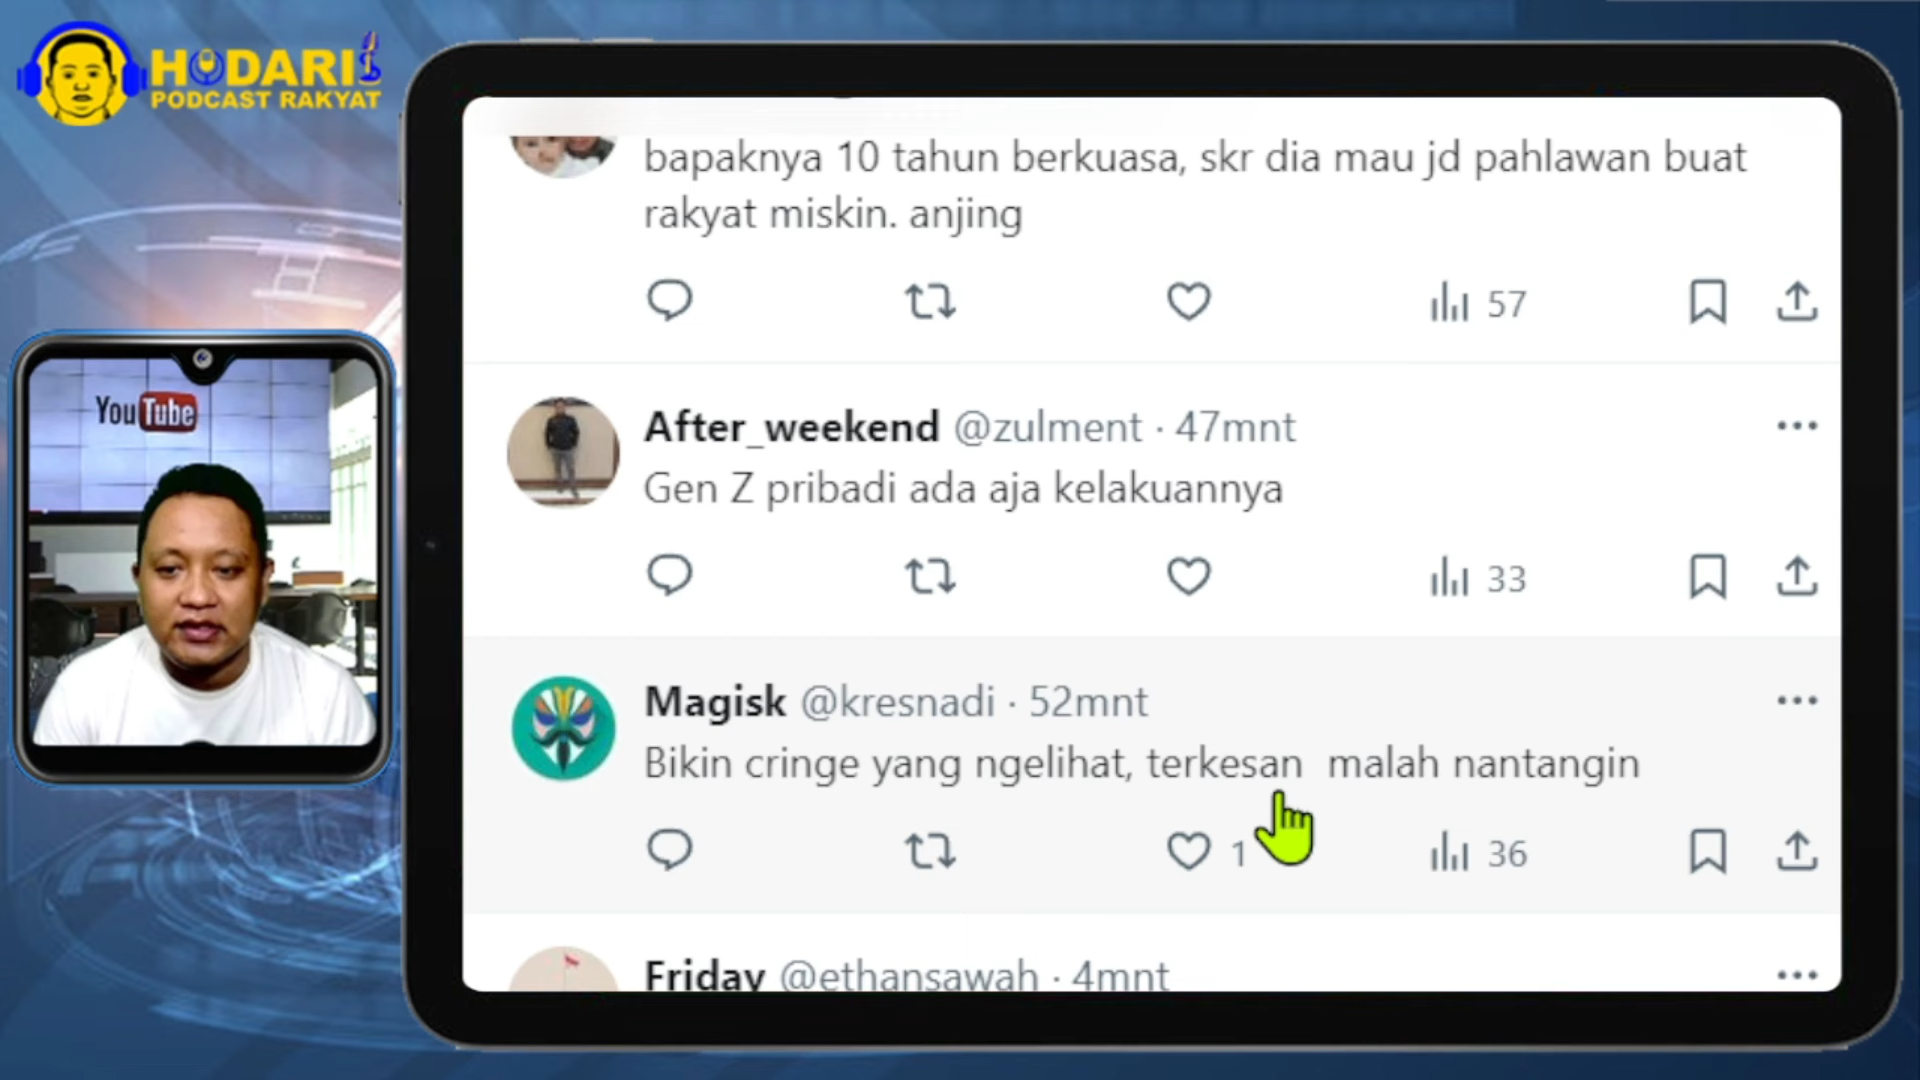 HODARI
PODCAST RAKYAT
YouTube
bapaknya 10 tahun berkuasa, skr dia mau jd pahlawan buat
rakyat miskin. anjing
57
After_weekend @zulment · 47mnt
Gen Z pribadi ada aja kelakuannya
33
Magisk @kresnadi · 52mnt
Bikin cringe yang ngelihat, terkesan  malah nantangin
1
36
Friday @ethansawah · 4mnt